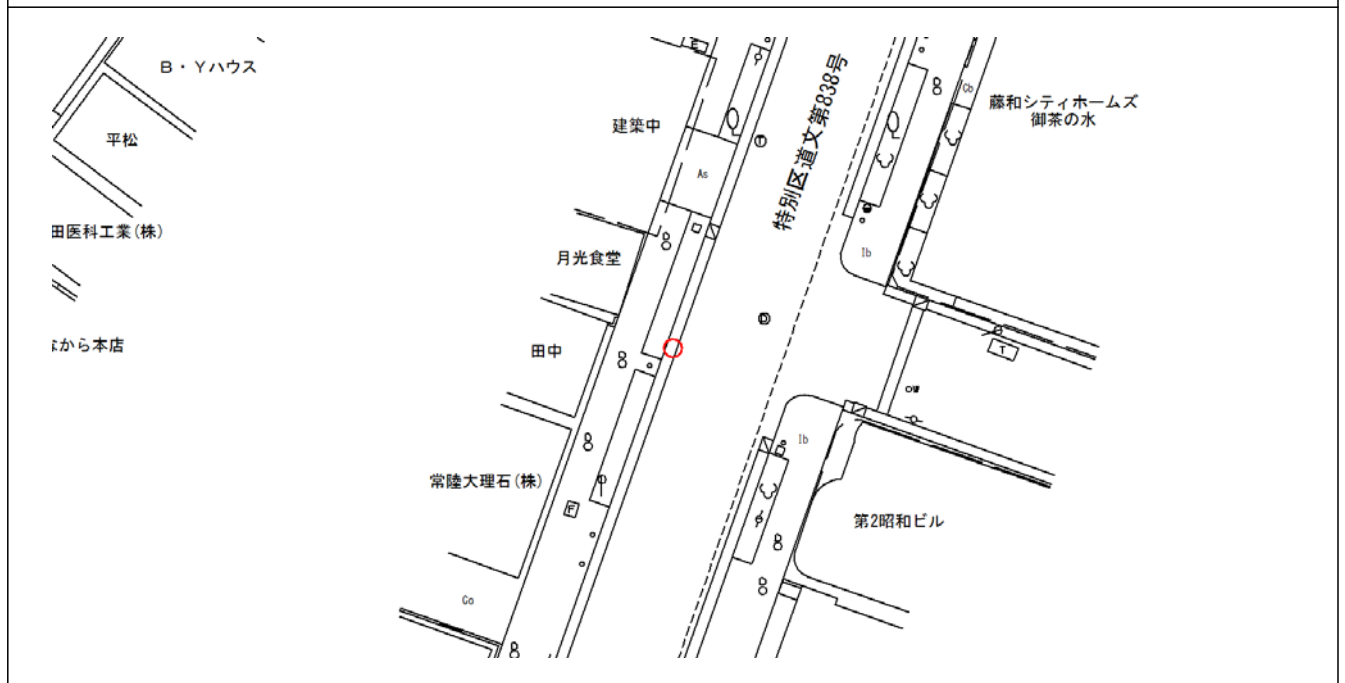 B・Yハウス
平松
田医科工業(株)
なから本店
建築中
月光食堂
田中
常陸大理石(株)
特別区道文第838号
藤和シティホームズ
御茶の水
第2昭和ビル
E
T
As
D
Gb
Ib
T
W
Ib
F
Co